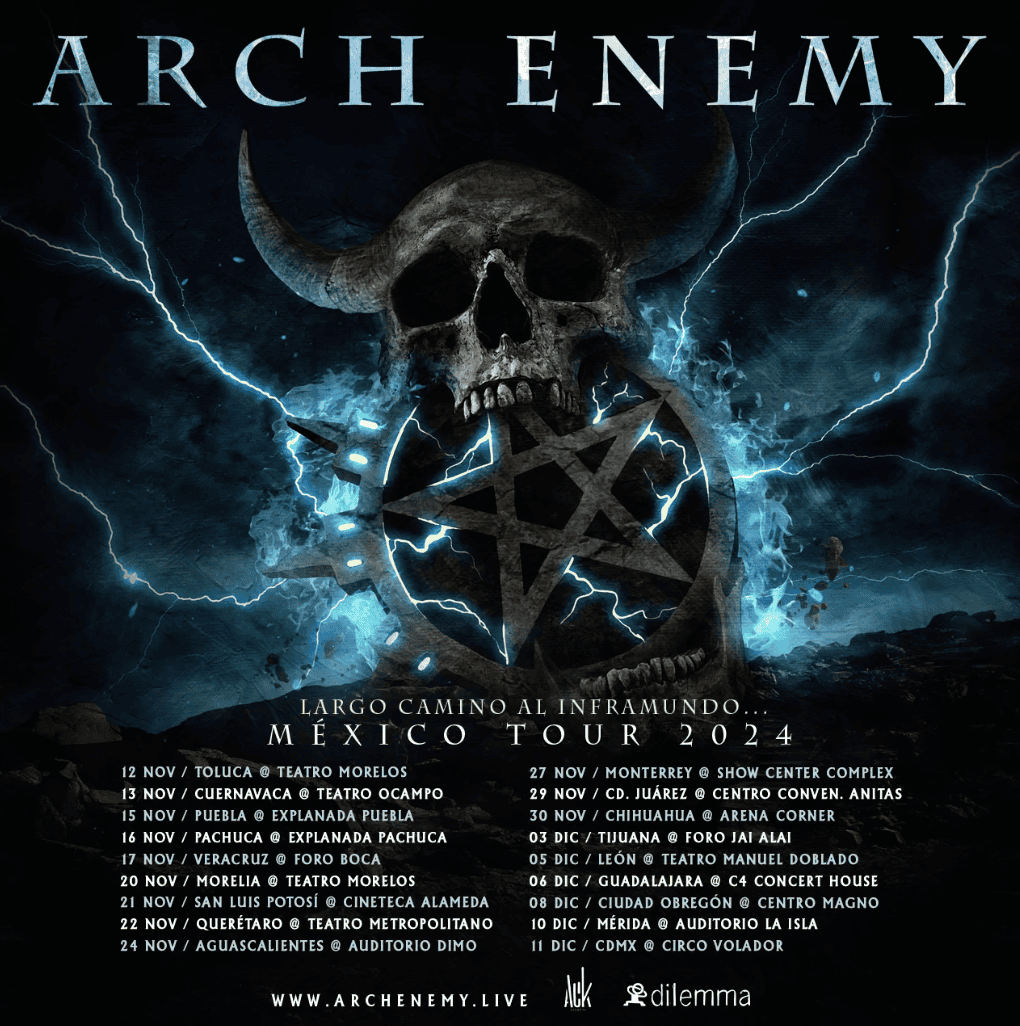 ARCH ENEMY
LARGO CAMINO AL INFRAMUNDO...
MÉXICO TOUR 2024
12 NOV / TOLUCA @ TEATRO MORELOS
13 NOV / CUERNAVACA @ TEATRO OCAMPO
15 NOV / PUEBLA @ EXPLANADA PUEBLA
16 NOV / PACHUCA @ EXPLANADA PACHUCA
17 NOV / VERACRUZ @ FORO BOCA
20 NOV / MORELIA @ TEATRO MORELOS
21 NOV / SAN LUIS POTOSÍ @ CINETECA ALAMEDA
22 NOV / QUERÉTARO @ TEATRO METROPOLITANO
24 NOV / AGUASCALIENTES @ AUDITORIO DIMO
27 NOV / MONTERREY @ SHOW CENTER COMPLEX
29 NOV / CD. JUÁREZ @ CENTRO CONVEN. ANITAS
30 NOV / CHIHUAHUA @ ARENA CORNER
03 DIC / TIJUANA @ FORO JAI ALAI
05 DIC / LEÓN @ TEATRO MANUEL DOBLADO
06 DIC / GUADALAJARA @ C4 CONCERT HOUSE
08 DIC / CIUDAD OBREGÓN @ CENTRO MAGNO
10 DIC / MÉRIDA @ AUDITORIO LA ISLA
11 DIC / CDMX @ CIRCO VOLADOR
WWW.ARCHENEMY.LIVE
dilemma